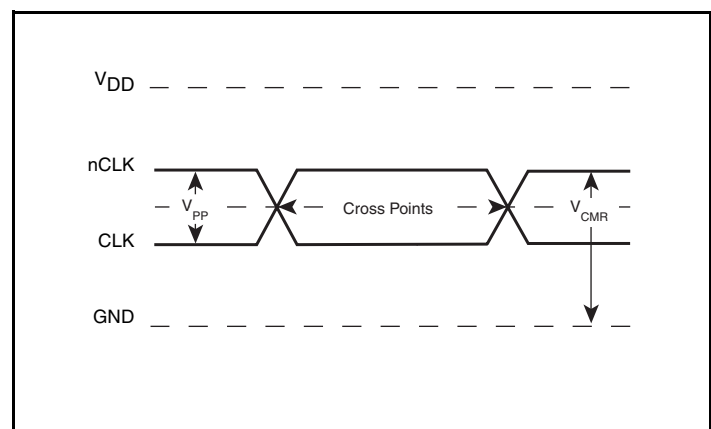 VDD
nCLK
VPP
Cross Points
VCMR
CLK
GND